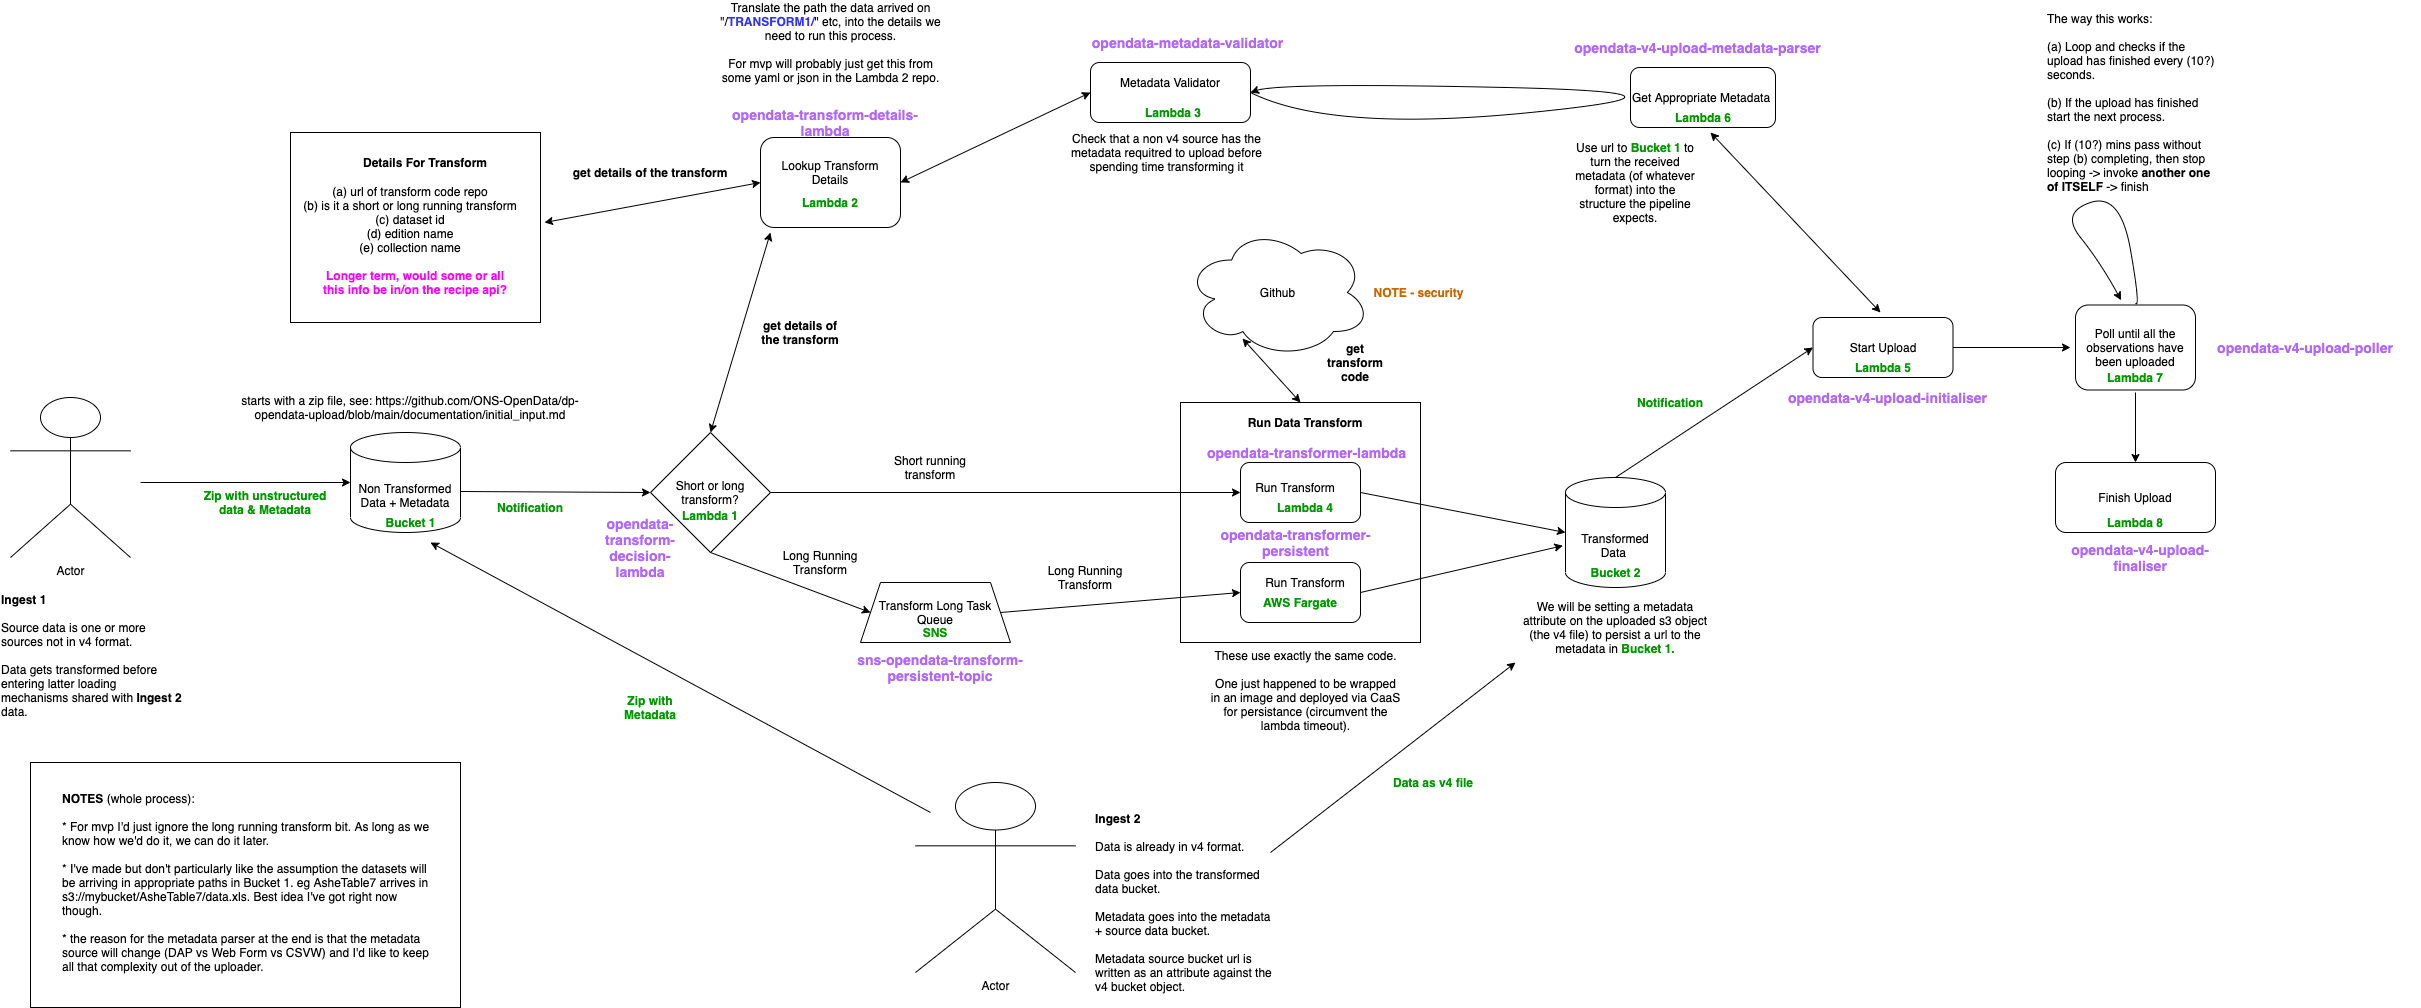 Translate the path the data arrived on
"/TRANSFORM1/" etc, into the details we
need to run this process.
For mvp will probably just get this from
some yaml or json in the Lambda 2 repo.
opendata-transform-details-
lambda
Lookup Transform
Details
Lambda 2
get details of the transform
Details For Transform
(a) url of transform code repo
(b) is it a short or long running transform
(c) dataset id
(d) edition name
(e) collection name
Longer term, would some or all
this info be in/on the recipe api?
get details of
the transform
opendata-metadata-validator
Metadata Validator
Lambda 3
Check that a non v4 source has the
metadata requitred to upload before
spending time transforming it
opendata-v4-upload-metadata-parser
Get Appropriate Metadata
Lambda 6
Use url to Bucket 1 to
turn the received
metadata (of whatever
format) into the
structure the pipeline
expects.
The way this works:
(a) Loop and checks if the
upload has finished every (10?)
seconds.
(b) If the upload has finished
start the next process.
(c) If (10?) mins pass without
step (b) completing, then stop
looping -> invoke another one
of ITSELF -> finish
Github
NOTE - security
get
transform
code
Start Upload
Lambda 5
opendata-v4-upload-initialiser
Poll until all the
observations have
been uploaded
Lambda 7
opendata-v4-upload-poller
Finish Upload
Lambda 8
opendata-v4-upload-
finaliser
Notification
starts with a zip file, see: https://github.com/ONS-OpenData/dp-
opendata-upload/blob/main/documentation/initial_input.md
Zip with unstructured
data & Metadata
Non Transformed
Data + Metadata
Bucket 1
Notification
Short or long
transform?
Lambda 1
opendata-
transform-
decision-
lambda
Short running
transform
Long Running
Transform
Transform Long Task
Queue
SNS
sns-opendata-transform-
persistent-topic
Long Running
Transform
Run Data Transform
opendata-transformer-lambda
Run Transform
Lambda 4
opendata-transformer-
persistent
Run Transform
AWS Fargate
These use exactly the same code.
One just happened to be wrapped
in an image and deployed via CaaS
for persistance (circumvent the
lambda timeout).
Transformed
Data
Bucket 2
We will be setting a metadata
attribute on the uploaded s3 object
(the v4 file) to persist a url to the
metadata in Bucket 1.
Actor
Ingest 1
Source data is one or more
sources not in v4 format.
Data gets transformed before
entering latter loading
mechanisms shared with Ingest 2
data.
Zip with
Metadata
Data as v4 file
NOTES (whole process):
* For mvp I'd just ignore the long running transform bit. As long as we
know how we'd do it, we can do it later.
* I've made but don't particularly like the assumption the datasets will
be arriving in appropriate paths in Bucket 1. eg AsheTable7 arrives in
s3://mybucket/AsheTable7/data.xls. Best idea I've got right now
though.
* the reason for the metadata parser at the end is that the metadata
source will change (DAP vs Web Form vs CSVW) and I'd like to keep
all that complexity out of the uploader.
Actor
Ingest 2
Data is already in v4 format.
Data goes into the transformed
data bucket.
Metadata goes into the metadata
+ source data bucket.
Metadata source bucket url is
written as an attribute against the
v4 bucket object.